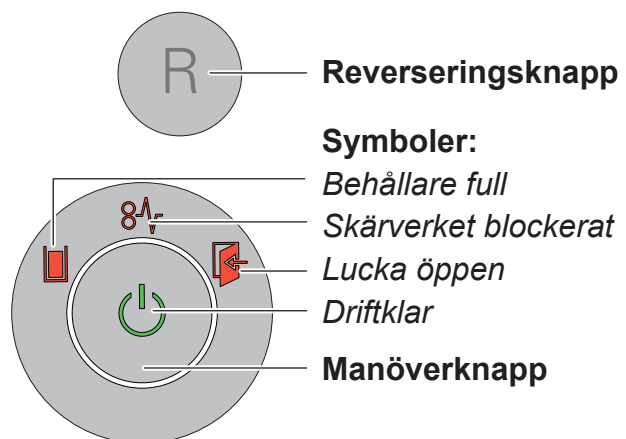 R
Reverseringsknapp
Symboler:
Behållare full
Skärverket blockerat
Lucka öppen
Driftklar
Manöverknapp